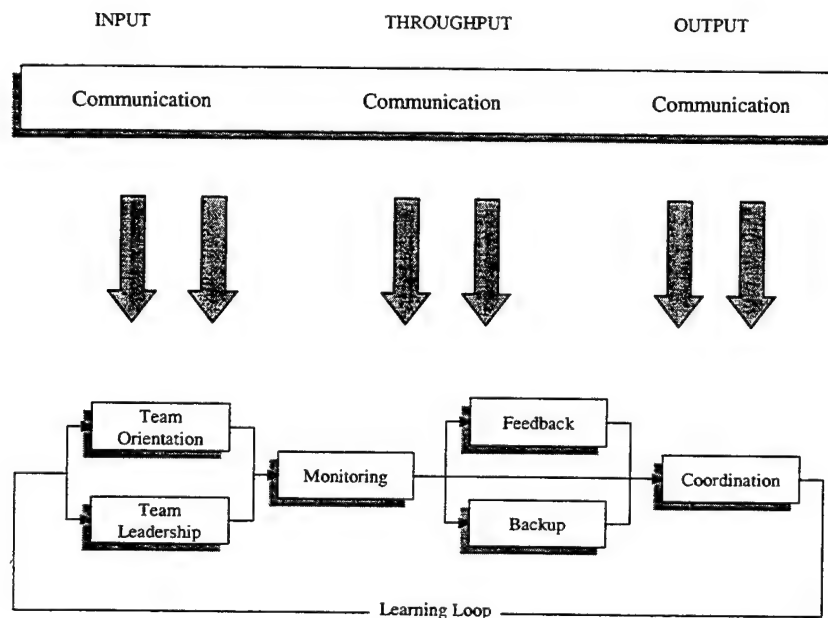 INPUT THROUGHPUT OUTPUT
Communication Communication Communication
Team
Orientation
Feedback
Monitoring
Coordination
Team
Leadership
Backup
Learning Loop